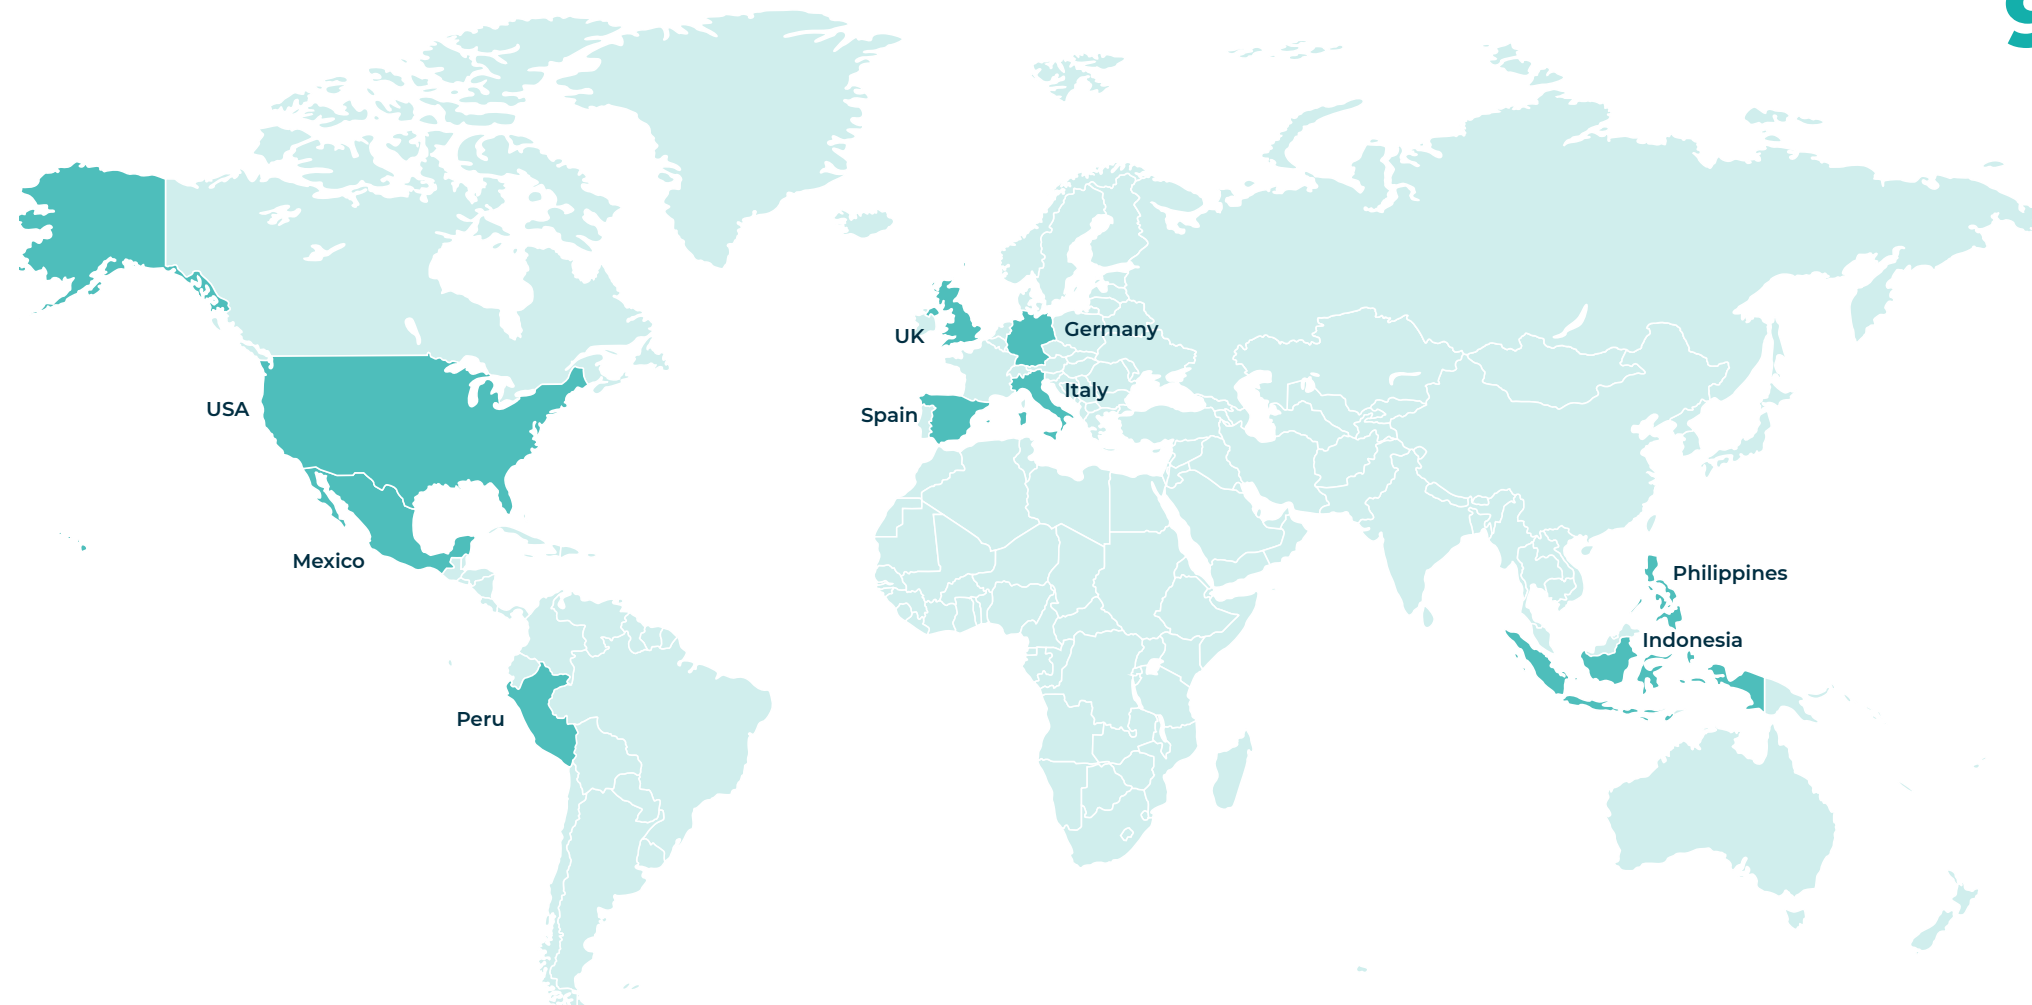 UK
Germany
Italy
USA
Spain
Mexico
Philippines
Indonesia
Peru